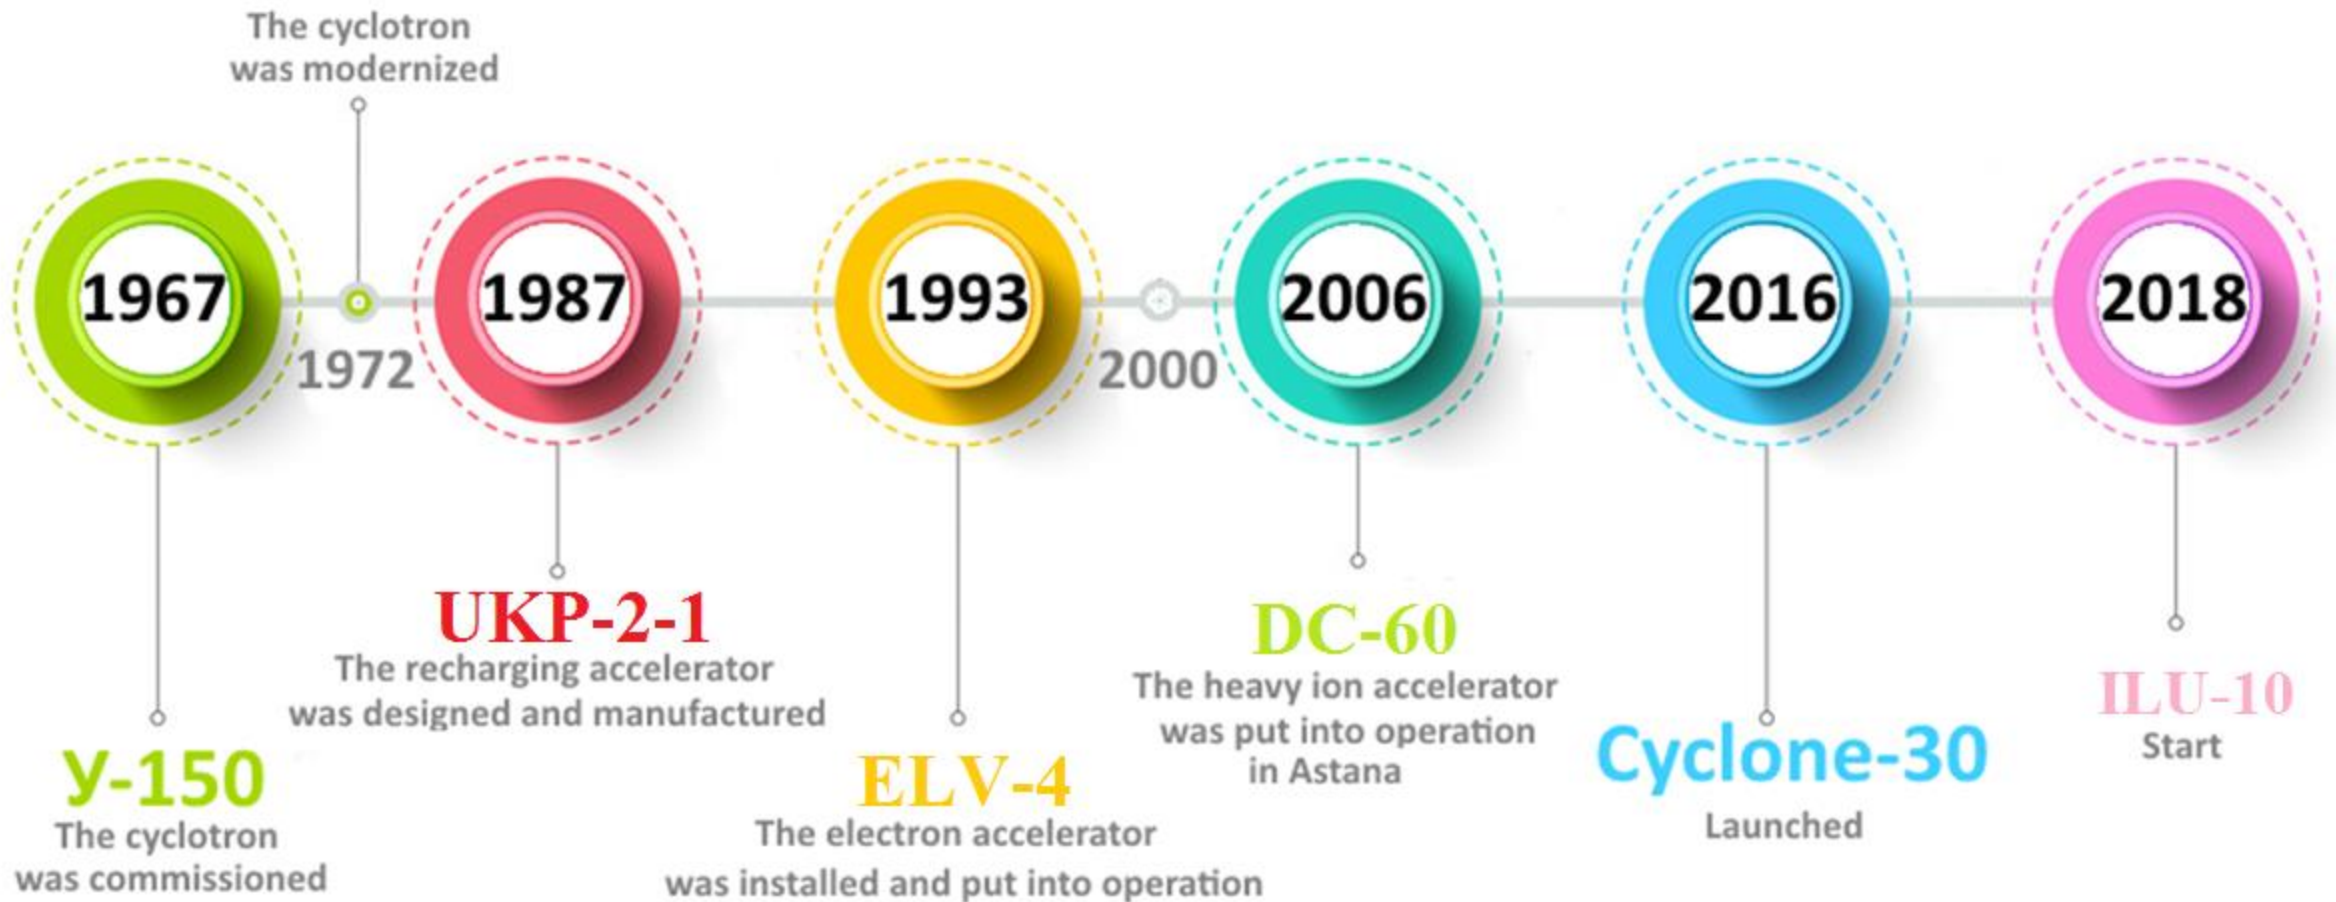 The cyclotron
was modernized
1967
1972
1987
1993
2000
2006
2016
2018
У-150
The cyclotron
was commissioned
UKP-2-1
The recharging accelerator
was designed and manufactured
ELV-4
The electron accelerator
was installed and put into operation
DC-60
The heavy ion accelerator
was put into operation
in Astana
Cyclone-30
Launched
ILU-10
Start